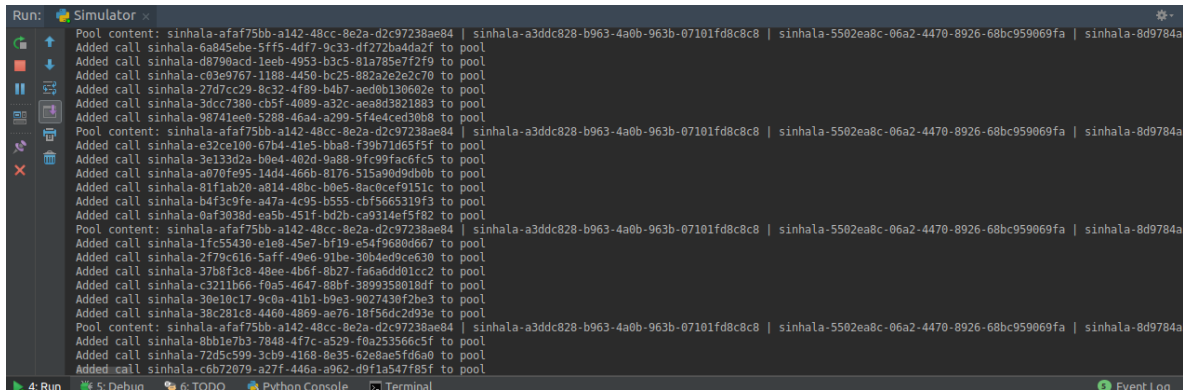 Run: Simulator ×
Pool content: sinhala-afaf75bb-a142-48cc-8e2a-d2c97238ae84 | sinhala-a3ddc828-b963-4a0b-963b-07101fd8c8c8 | sinhala-5502ea8c-06a2-4470-8926-68bc959069fa | sinhala-8d9784a
Added call sinhala-6a845ebe-5ff5-4df7-9c33-df272ba4da2f to pool
Added call sinhala-d8790acd-1eeb-4953-b3c5-81a785e7f2f9 to pool
Added call sinhala-c03e9767-1188-4450-bc25-882a2e2e2c70 to pool
Added call sinhala-27d7cc29-8c32-4f89-b4b7-aed0b130602e to pool
Added call sinhala-3dcc7380-cb5f-4089-a32c-aea8d3821883 to pool
Added call sinhala-98741ee0-5288-46a4-a299-5f4e4ced30b8 to pool
Pool content: sinhala-afaf75bb-a142-48cc-8e2a-d2c97238ae84 | sinhala-a3ddc828-b963-4a0b-963b-07101fd8c8c8 | sinhala-5502ea8c-06a2-4470-8926-68bc959069fa | sinhala-8d9784a
Added call sinhala-e32ce100-67b4-41e5-bba8-f39b71d65f5f to pool
Added call sinhala-3e133d2a-b0e4-402d-9a88-9fc99fac6fc5 to pool
Added call sinhala-a070fe95-14d4-466b-8176-515a90d9db0b to pool
Added call sinhala-81f1ab20-a814-48bc-b0e5-8ac0cef9151c to pool
Added call sinhala-b4f3c9fe-a47a-4c95-b555-cbf5665319f3 to pool
Added call sinhala-0af3038d-ea5b-451f-bd2b-ca9314ef5f82 to pool
Pool content: sinhala-afaf75bb-a142-48cc-8e2a-d2c97238ae84 | sinhala-a3ddc828-b963-4a0b-963b-07101fd8c8c8 | sinhala-5502ea8c-06a2-4470-8926-68bc959069fa | sinhala-8d9784a
Added call sinhala-1fc55430-e1e8-45e7-bf19-e54f9680d667 to pool
Added call sinhala-2f79c616-5aff-49e6-91be-30b4ed9ce630 to pool
Added call sinhala-37b8f3c8-48ee-4b6f-8b27-fa6a6dd01cc2 to pool
Added call sinhala-c3211b66-f0a5-4647-88bf-3899358018df to pool
Added call sinhala-30e10c17-9c0a-41b1-b9e3-9027430f2be3 to pool
Added call sinhala-38c281c8-4460-4869-ae76-18f56dc2d93e to pool
Pool content: sinhala-afaf75bb-a142-48cc-8e2a-d2c97238ae84 | sinhala-a3ddc828-b963-4a0b-963b-07101fd8c8c8 | sinhala-5502ea8c-06a2-4470-8926-68bc959069fa | sinhala-8d9784a
Added call sinhala-8bb1e7b3-7848-4f7c-a529-f0a253566c5f to pool
Added call sinhala-72d5c599-3cb9-4168-8e35-62e8ae5fd6a0 to pool
Added call sinhala-c6b72079-a27f-446a-a962-d9f1a547f85f to pool
4: Run 5: Debug 6: TODO Python Console Terminal 5 Event Log